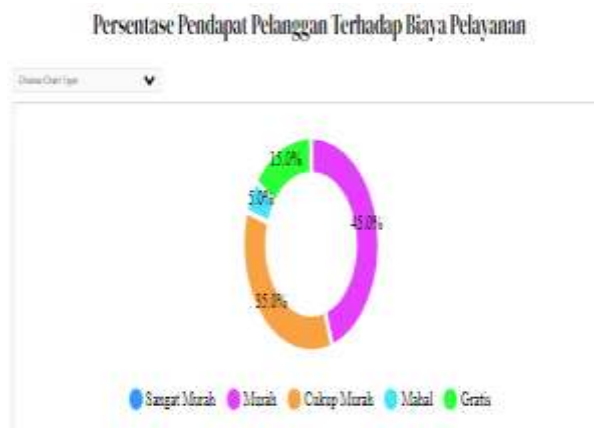 Persentase Pendapat Pelanggan Terhadap Biaya Pelayanan
15.0%
5.0%
45.0%
35.0%
Sangat Murah Murah Cukup Murah Mahal Gratis